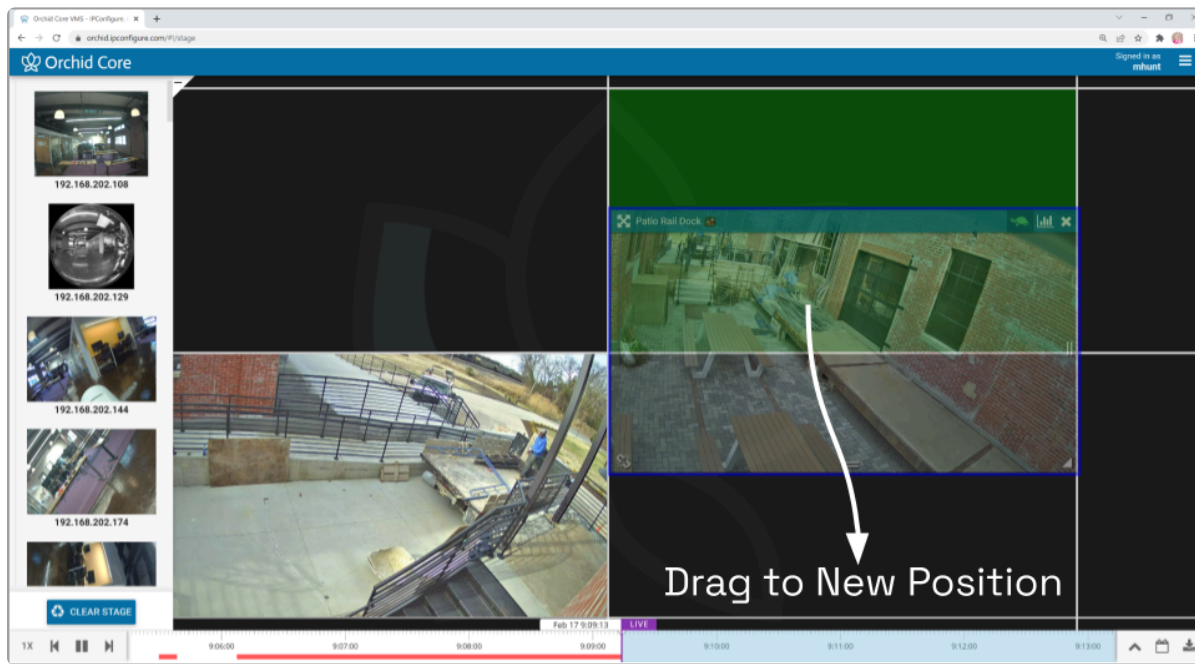 Orchid Core VMS - IPConfigure,
orchid.ipconfigure.com/#!/stage
Orchid Core
Signed in as
mhunt
192.168.202.108
192.168.202.129
192.168.202.144
192.168.202.174
Patio Rail Dock
Drag to New Position
CLEAR STAGE
Feb 17 9:09:13
LIVE
1X
9:06:00
9:07:00
9:08:00
9:09:00
9:10:00
9:11:00
9:12:00
9:13:00